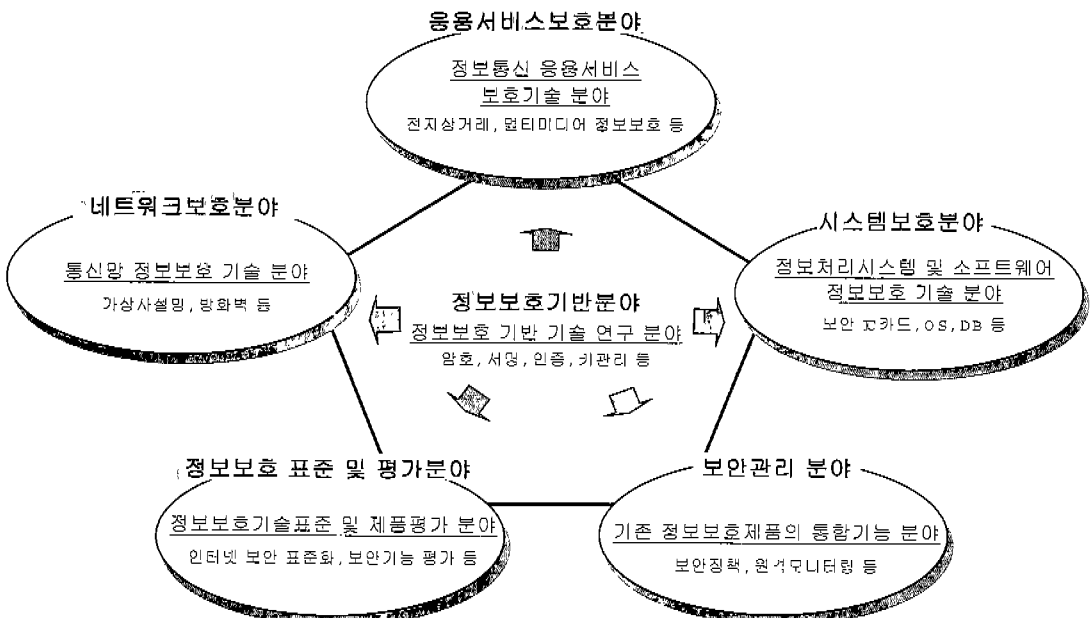 응용서비스보호분야
정보통신 응용서비스
보호기술 분야
전자상거래, 멀티미디어 정보보호 등
네트워크보호분야
통신망 정보보호 기술 분야
가상사설망, 방화벽 등
시스템보호분야
정보처리시스템 및 소프트웨어
정보보호 기술 분야
보안 IC카드, OS, DB 등
정보보호기반분야
정보보호 기반 기술 연구 분야
암호, 서명, 인증, 키관리 등
정보보호 표준 및 평가분야
정보보호기술표준 및 제품평가 분야
인터넷 보안 표준화, 보안기능 평가 등
보안관리 분야
기존 정보보호제품의 통합기능 분야
보안정책, 원격모니터링 등